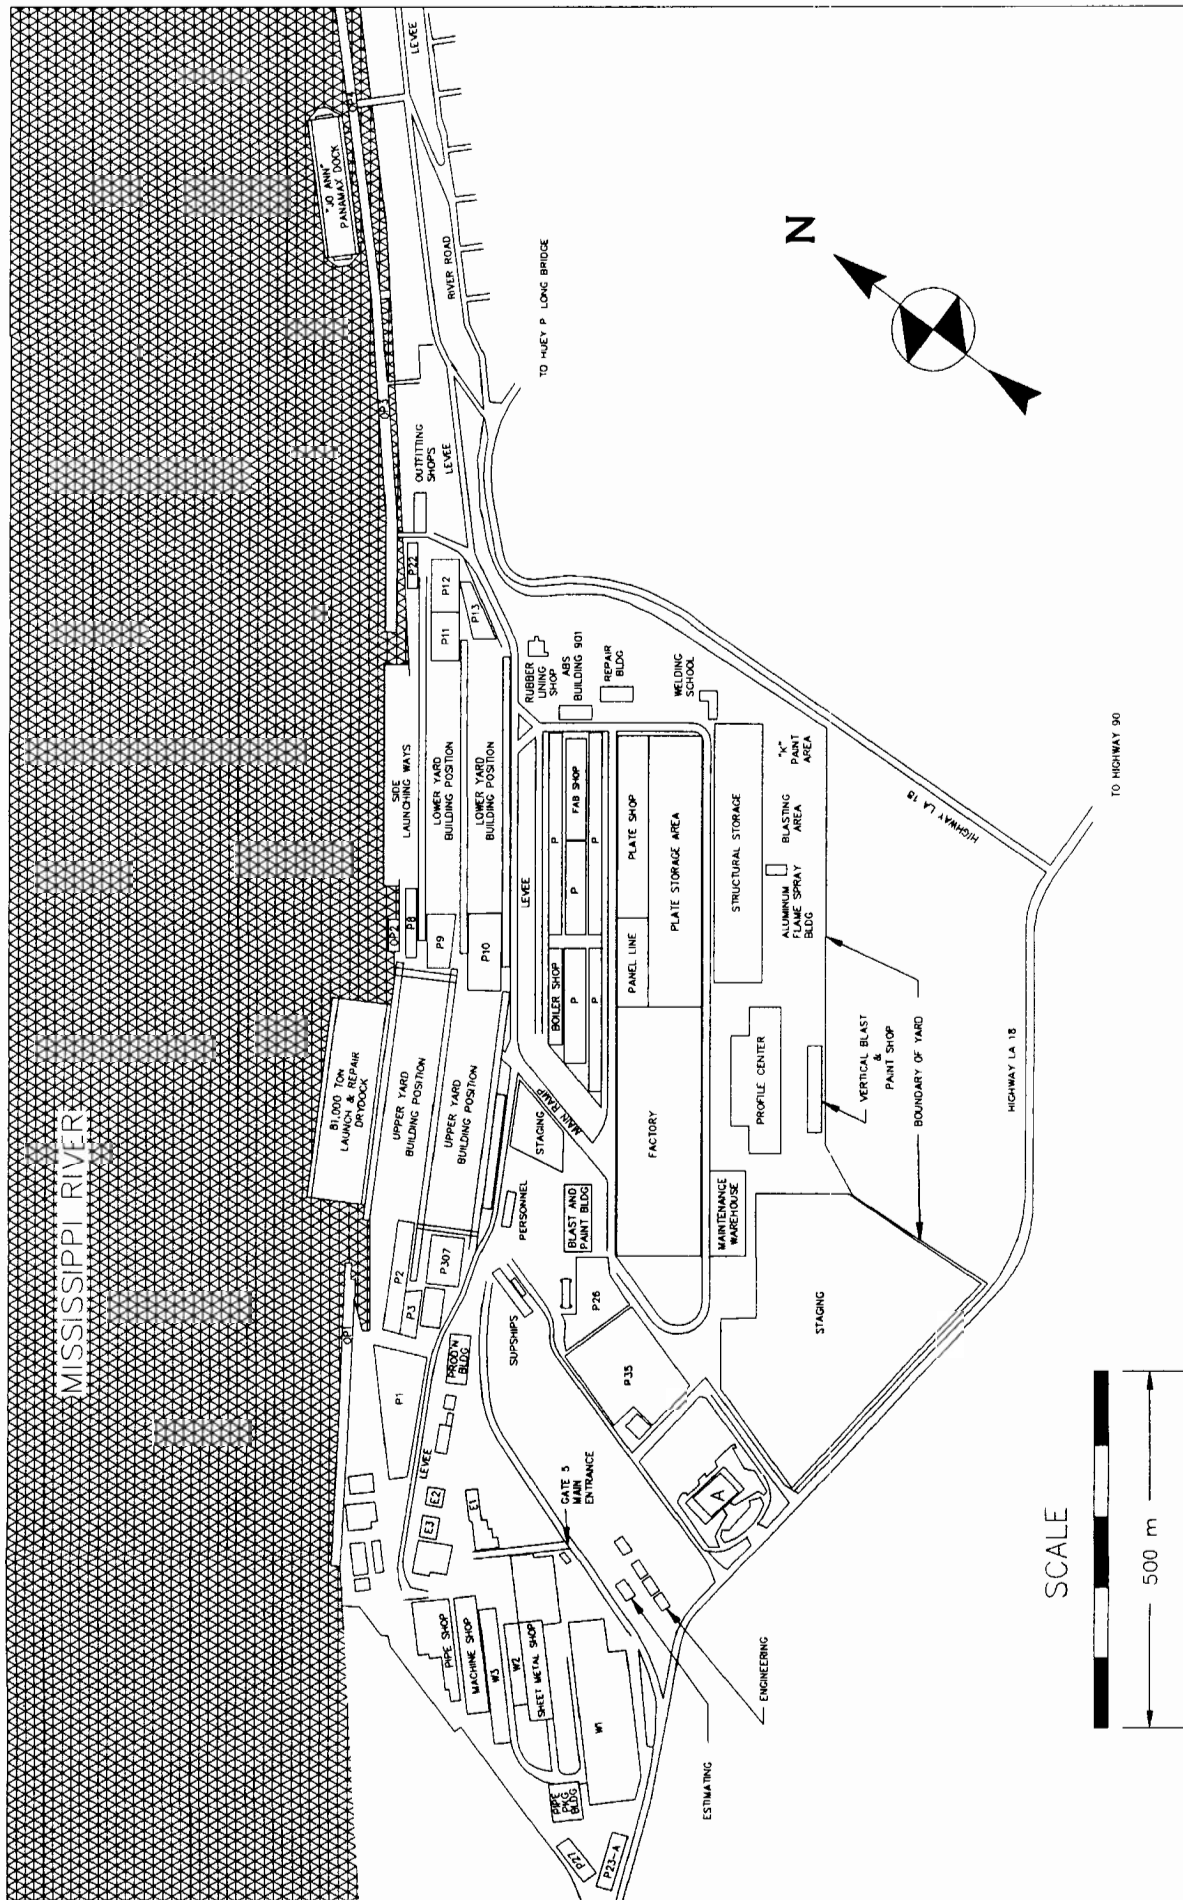 MISSISSIPPI RIVER
"JO ANN"
PANAMAX DOCK
OP4
LEVEE
RIVER ROAD
TO HUEY P LONG BRIDGE
N
OP3
OUTFITTING
SHOPS
LEVEE
P22
P12
P11
P13
SIDE
LAUNCHING WAYS
LOWER YARD
BUILDING POSITION
LOWER YARD
BUILDING POSITION
RUBBER
LINING
SHOP
ABS
BUILDING 901
REPAIR
BLDG
WELDING
SCHOOL
LEVEE
P
FAB SHOP
P
P
PLATE SHOP
PLATE STORAGE AREA
STRUCTURAL STORAGE
"K"
PAINT
AREA
BLASTING
AREA
ALUMINUM
FLAME SPRAY
BLDG
HIGHWAY LA 18
TO HIGHWAY 90
OP2
P8
P9
P10
BOILER SHOP
P
P
PANEL LINE
81,000 TON
LAUNCH & REPAIR
DRYDOCK
UPPER YARD
BUILDING POSITION
UPPER YARD
BUILDING POSITION
STAGING
MAIN RAMP
FACTORY
PROFILE CENTER
VERTICAL BLAST
&
PAINT SHOP
BOUNDARY OF YARD
HIGHWAY LA 18
PERSONNEL
BLAST AND
PAINT BLDG
MAINTENANCE
WAREHOUSE
OP1
P2
P3
P307
SUPSHIPS
P26
STAGING
P1
PROD'N
BLDG
P35
LEVEE
E2
E3
E1
GATE 5
MAIN
ENTRANCE
A
PIPE SHOP
MACHINE SHOP
W3
W2
SHEET METAL SHOP
W1
ENGINEERING
ESTIMATING
PIPE
PKG
BLDG
P27
P23-A
SCALE
500 m